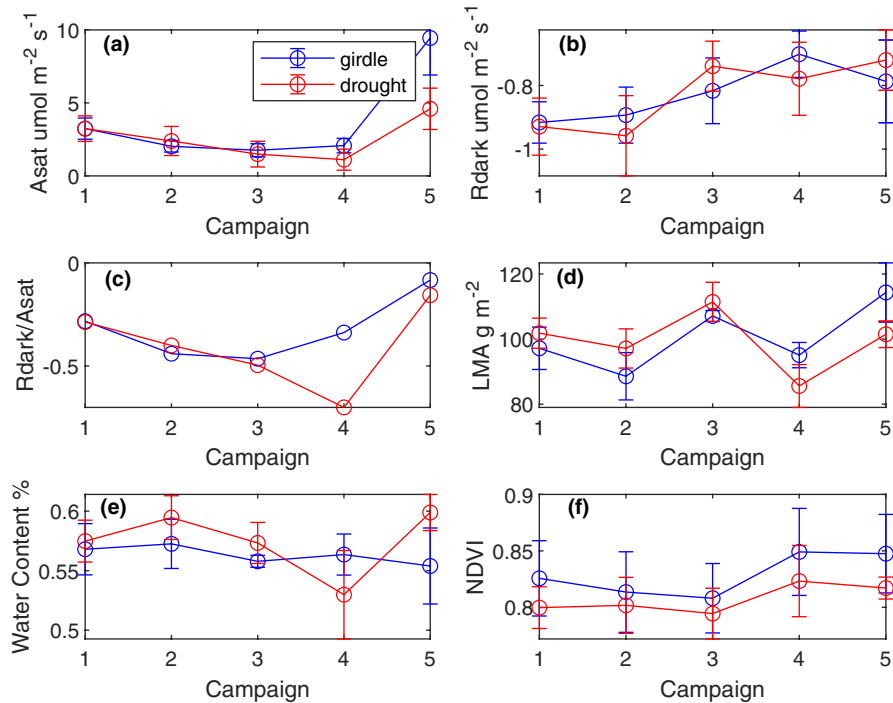 (a)
girdle
drought
Asat umol m⁻² s⁻¹
10
5
0
1 2 3 4 5
Campaign
(b)
Rdark umol m⁻² s⁻¹
-0.8
-1
1 2 3 4 5
Campaign
(c)
Rdark/Asat
0
-0.5
1 2 3 4 5
Campaign
(d)
LMA g m⁻²
120
100
80
1 2 3 4 5
Campaign
(e)
Water Content %
0.6
0.55
0.5
1 2 3 4 5
Campaign
(f)
NDVI
0.9
0.85
0.8
1 2 3 4 5
Campaign